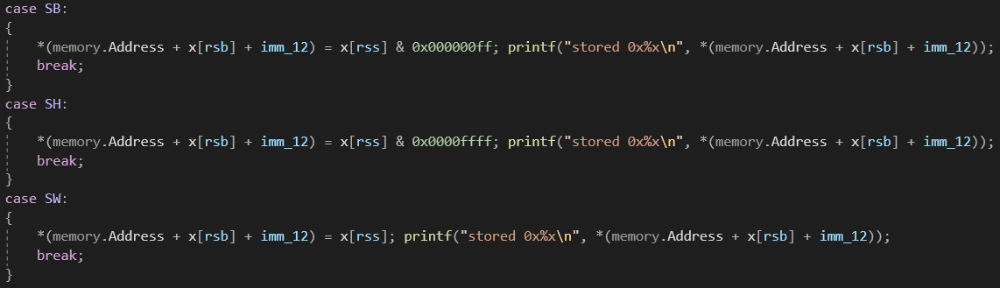 case SB:
{
    *(memory.Address + x[rsb] + imm_12) = x[rss] & 0x000000ff; printf("stored 0x%x\n", *(memory.Address + x[rsb] + imm_12));
    break;
}
case SH:
{
    *(memory.Address + x[rsb] + imm_12) = x[rss] & 0x0000ffff; printf("stored 0x%x\n", *(memory.Address + x[rsb] + imm_12));
    break;
}
case SW:
{
    *(memory.Address + x[rsb] + imm_12) = x[rss]; printf("stored 0x%x\n", *(memory.Address + x[rsb] + imm_12));
    break;
}